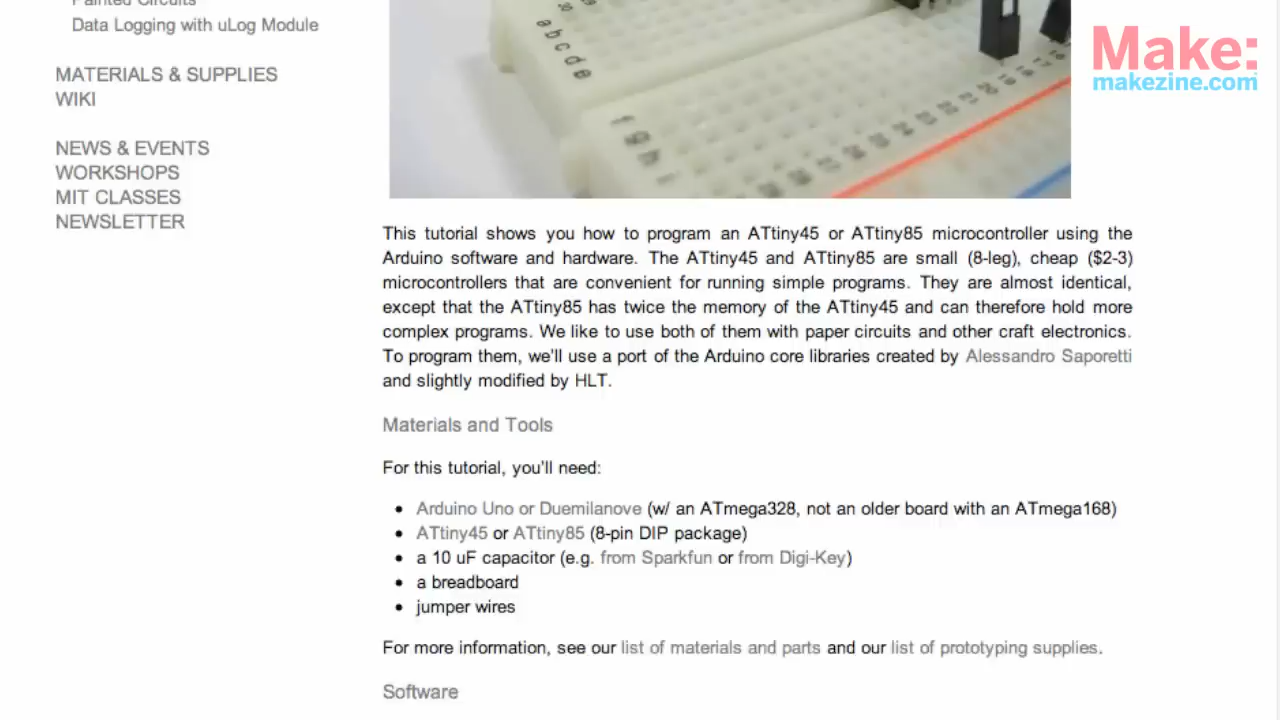 Painted Circuits
Data Logging with uLog Module
MATERIALS & SUPPLIES
WIKI
NEWS & EVENTS
WORKSHOPS
MIT CLASSES
NEWSLETTER
a b c d e
f g h i
Make:
makezine.com
This tutorial shows you how to program an ATtiny45 or ATtiny85 microcontroller using the
Arduino software and hardware. The ATtiny45 and ATtiny85 are small (8-leg), cheap ($2-3)
microcontrollers that are convenient for running simple programs. They are almost identical,
except that the ATtiny85 has twice the memory of the ATtiny45 and can therefore hold more
complex programs. We like to use both of them with paper circuits and other craft electronics.
To program them, we'll use a port of the Arduino core libraries created by Alessandro Saporetti
and slightly modified by HLT.
Materials and Tools
For this tutorial, you'll need:
• Arduino Uno or Duemilanove (w/ an ATmega328, not an older board with an ATmega168)
• ATtiny45 or ATtiny85 (8-pin DIP package)
• a 10 uF capacitor (e.g. from Sparkfun or from Digi-Key)
• a breadboard
• jumper wires
For more information, see our list of materials and parts and our list of prototyping supplies.
Software